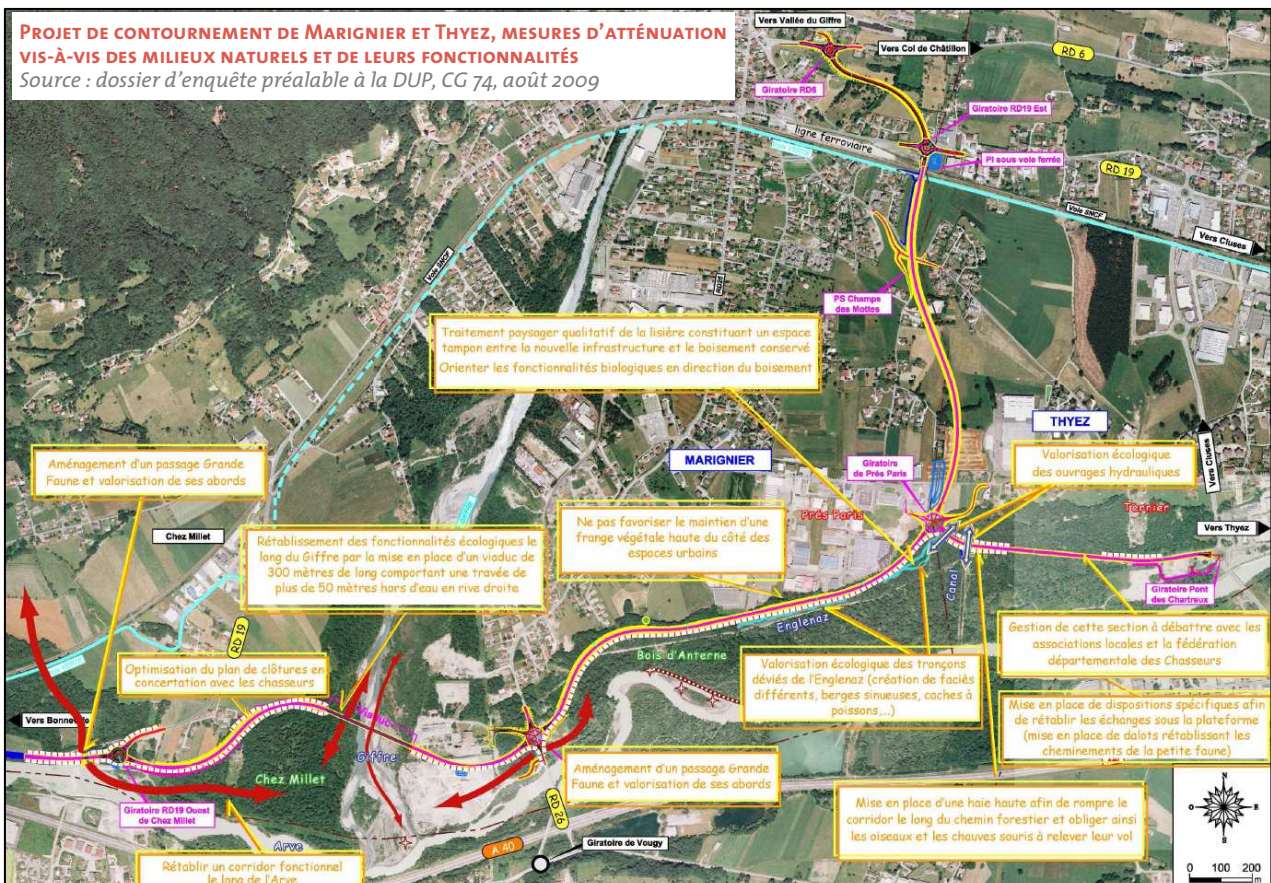 PROJET DE CONTOURNEMENT DE MARIGNIER ET THYEZ, MESURES D'ATTÉNUATION
VIS-À-VIS DES MILIEUX NATURELS ET DE LEURS FONCTIONNALITÉS
Source : dossier d'enquête préalable à la DUP, CG 74, août 2009
Vers Vallée du Giffre
Vers Col de Châtillon
RD 6
Giratoire RD6
Giratoire RD19 Est
ligne ferroviaire
PI sous voie ferrée
RD 19
Voie SNCF
Vers Cluses
Voie SNCF
PS Champs
des Mottes
Traitement paysager qualitatif de la lisière constituant un espace
tampon entre la nouvelle infrastructure et le boisement conservé
Orienter les fonctionnalités biologiques en direction du boisement
THYEZ
MARIGNIER
Giratoire
de Prés Paris
Valorisation écologique
des ouvrages hydrauliques
Vers Cluses
Aménagement d'un passage Grande
Faune et valorisation de ses abords
Prés Paris
Ternier
Vers Thyez
Chez Millet
Rétablissement des fonctionnalités écologiques le
long du Giffre par la mise en place d'un viaduc de
300 mètres de long comportant une travée de
plus de 50 mètres hors d'eau en rive droite
Ne pas favoriser le maintien d'une
frange végétale haute du côté des
espaces urbains
Canal
Giratoire Pont
des Chartreux
Englenaz
RD 19
Gestion de cette section à débattre avec les
associations locales et la fédération
départementale des Chasseurs
Bois d'Anterne
Optimisation du plan de clôtures en
concertation avec les chasseurs
Valorisation écologique des tronçons
déviés de l'Englenaz (création de faciès
différents, berges sinueuses, caches à
poissons,...)
Mise en place de dispositions spécifiques afin
de rétablir les échanges sous la plateforme
(mise en place de dalots rétablissant les
cheminements de la petite faune)
Vers Bonneville
Giffre
Chez Millet
Aménagement d'un passage Grande
Faune et valorisation de ses abords
Giratoire RD19 Ouest
de Chez Millet
RD 26
Mise en place d'une haie haute afin de rompre le
corridor le long du chemin forestier et obliger ainsi
les oiseaux et les chauves souris à relever leur vol
N
O
E
S
Arve
A 40
Giratoire de Vougy
Rétablir un corridor fonctionnel
le long de l'Arve
0 100 200
m